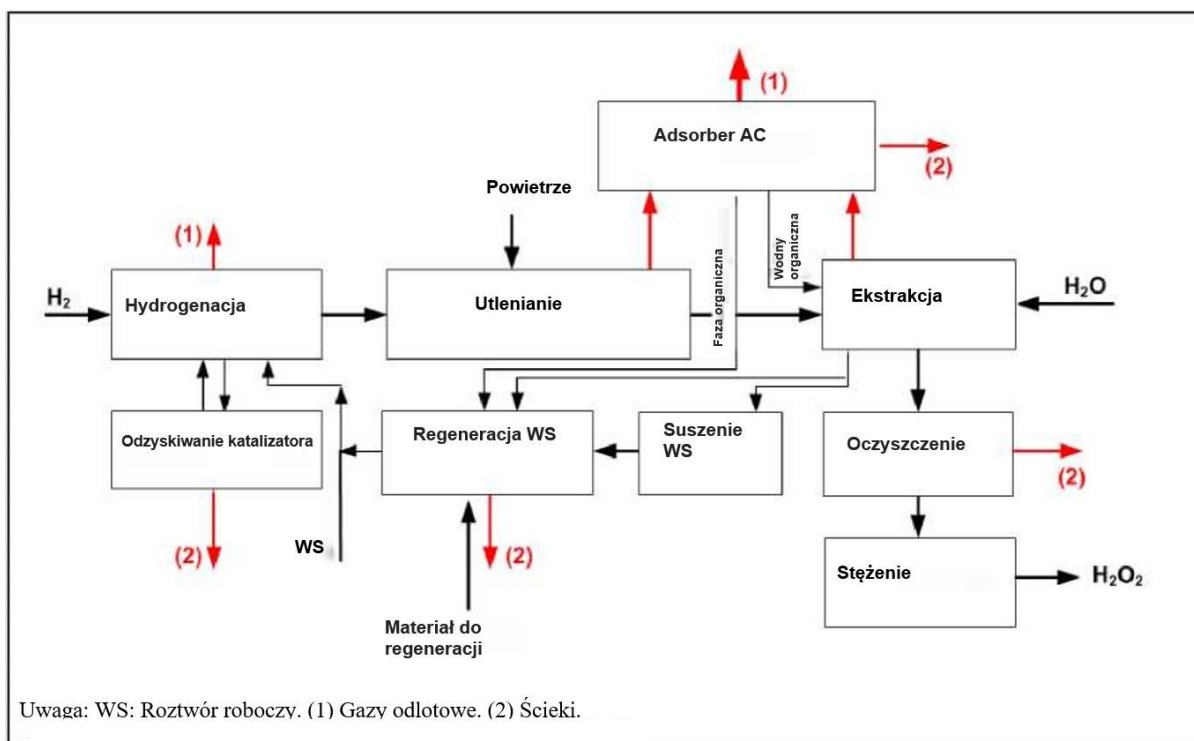 (1)
Adsorber AC
(2)
Powietrze
(1)
Faza organiczna
Wodny
organiczna
H₂
Hydrogenacja
Utlenianie
Ekstrakcja
H₂O
Odzyskiwanie katalizatora
Regeneracja WS
Suszenie
WS
Oczyszczenie
(2)
(2)
WS
(2)
Stężenie
H₂O₂
Materiał do
regeneracji
Uwaga: WS: Roztwór roboczy. (1) Gazy odlotowe. (2) Ścieki.